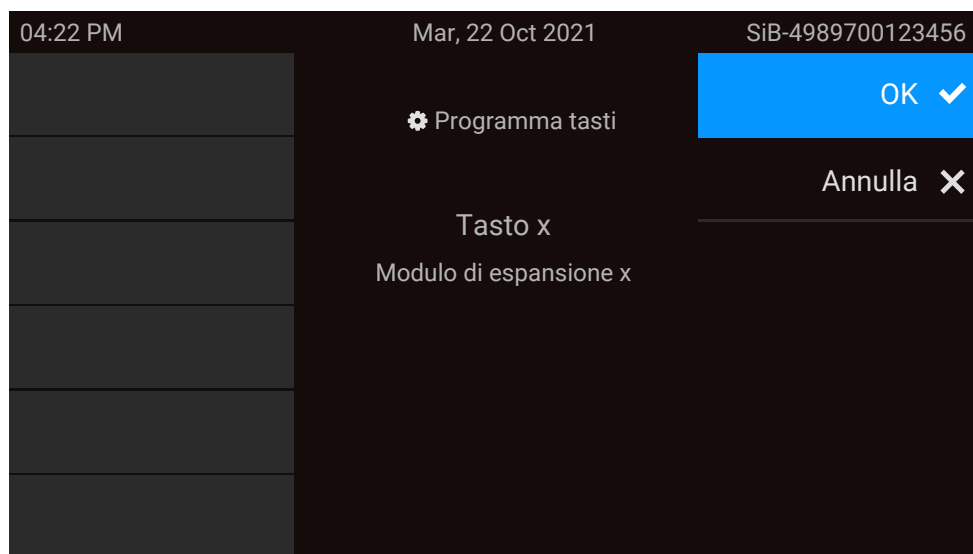 04:22 PM Mar, 22 Oct 2021 SiB-4989700123456
OK
Programma tasti
Annulla
Tasto x
Modulo di espansione x